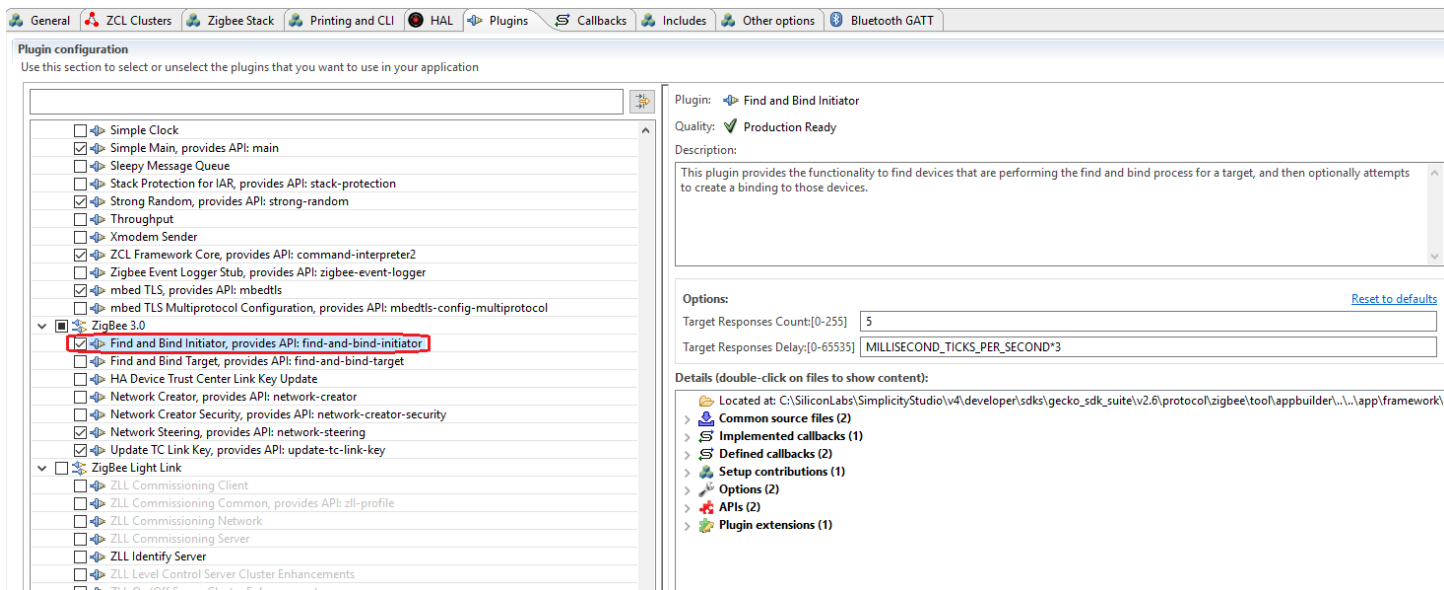 General ZCL Clusters Zigbee Stack Printing and CLI HAL Plugins Callbacks Includes Other options Bluetooth GATT
Plugin configuration
Use this section to select or unselect the plugins that you want to use in your application
Simple Clock
Simple Main, provides API: main
Sleepy Message Queue
Stack Protection for IAR, provides API: stack-protection
Strong Random, provides API: strong-random
Throughput
Xmodem Sender
ZCL Framework Core, provides API: command-interpreter2
Zigbee Event Logger Stub, provides API: zigbee-event-logger
mbed TLS, provides API: mbedtls
mbed TLS Multiprotocol Configuration, provides API: mbedtls-config-multiprotocol
ZigBee 3.0
Find and Bind Initiator, provides API: find-and-bind-initiator
Find and Bind Target, provides API: find-and-bind-target
HA Device Trust Center Link Key Update
Network Creator, provides API: network-creator
Network Creator Security, provides API: network-creator-security
Network Steering, provides API: network-steering
Update TC Link Key, provides API: update-tc-link-key
ZigBee Light Link
ZLL Commissioning Client
ZLL Commissioning Common, provides API: zll-profile
ZLL Commissioning Network
ZLL Commissioning Server
ZLL Identify Server
ZLL Level Control Server Cluster Enhancements
Plugin: Find and Bind Initiator
Quality: Production Ready
Description:
This plugin provides the functionality to find devices that are performing the find and bind process for a target, and then optionally attempts
to create a binding to those devices.
Options: Reset to defaults
Target Responses Count:[0-255] 5
Target Responses Delay:[0-65535] MILLISECOND_TICKS_PER_SECOND*3
Details (double-click on files to show content):
Located at: C:\SiliconLabs\SimplicityStudio\v4\developer\sdks\gecko_sdk_suite\v2.6\protocol\zigbee\tool\appbuilder\..\..\app\framework\
Common source files (2)
Implemented callbacks (1)
Defined callbacks (2)
Setup contributions (1)
Options (2)
APIs (2)
Plugin extensions (1)